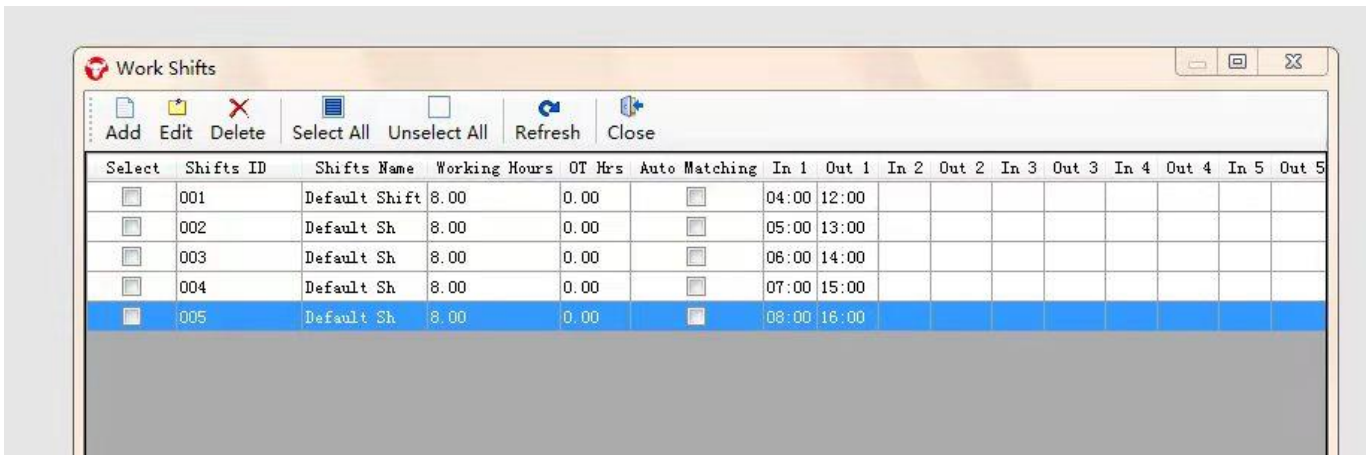 Work Shifts
Add Edit Delete Select All Unselect All Refresh Close
Select Shifts ID Shifts Name Working Hours OT Hrs Auto Matching In 1 Out 1 In 2 Out 2 In 3 Out 3 In 4 Out 4 In 5 Out 5
001 Default Shift 8.00 0.00 04:00 12:00
002 Default Sh 8.00 0.00 05:00 13:00
003 Default Sh 8.00 0.00 06:00 14:00
004 Default Sh 8.00 0.00 07:00 15:00
005 Default Sh 8.00 0.00 08:00 16:00